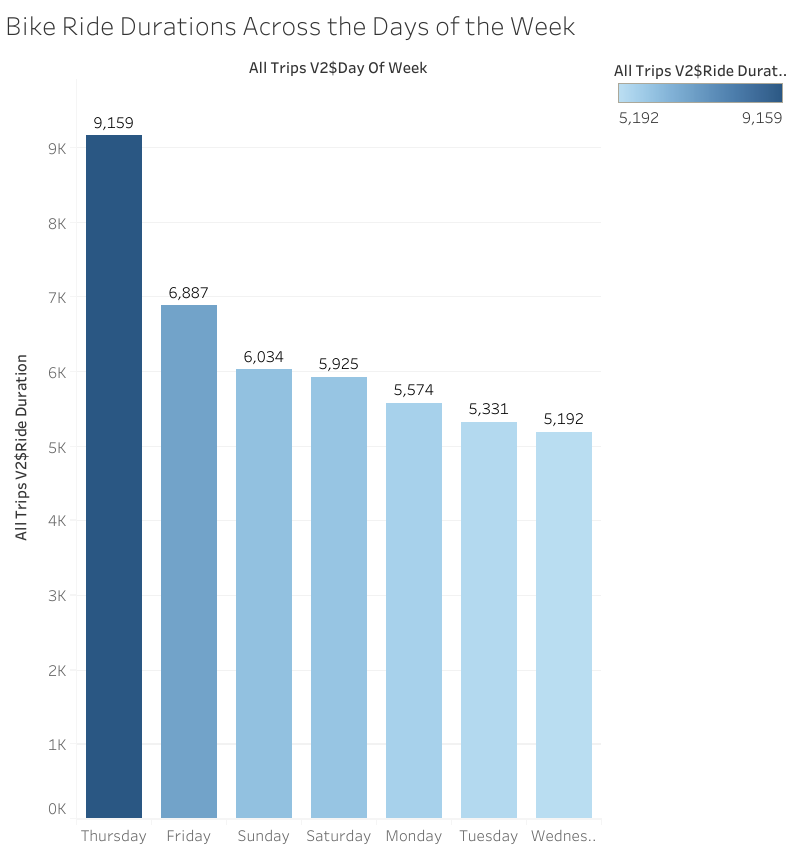 Bike Ride Durations Across the Days of the Week
All Trips V2$Day Of Week
All Trips V2$Ride Durat..
5,192 9,159
All Trips V2$Ride Duration
9K
8K
7K
6K
5K
4K
3K
2K
1K
0K
9,159
6,887
6,034
5,925
5,574
5,331
5,192
Thursday Friday Sunday Saturday Monday Tuesday Wednes..